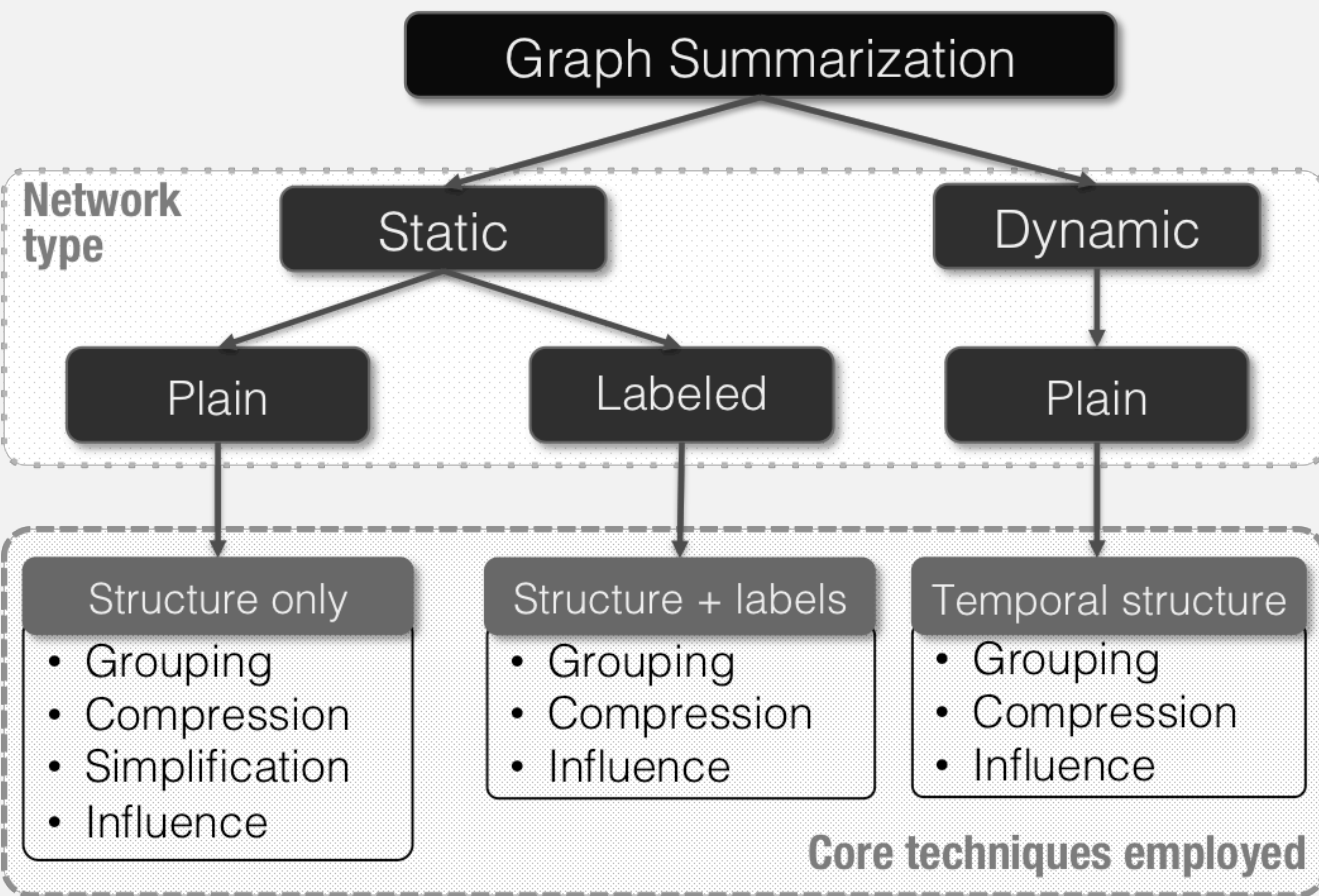 Graph Summarization
Network
type
Static
Dynamic
Plain
Labeled
Plain
Structure only
• Grouping
• Compression
• Simplification
• Influence
Structure + labels
• Grouping
• Compression
• Influence
Temporal structure
• Grouping
• Compression
• Influence
Core techniques employed